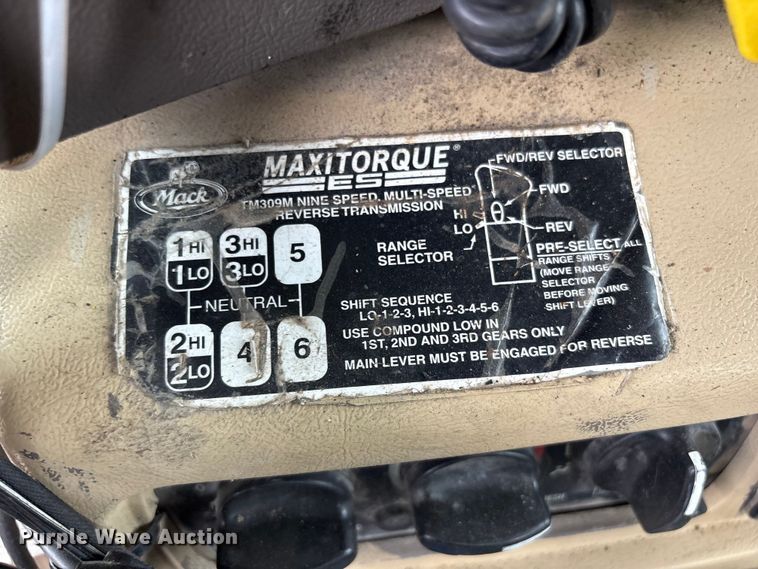 Mack
MAXITORQUE®
ES
TM309M NINE SPEED, MULTI-SPEED
REVERSE TRANSMISSION
FWD/REV SELECTOR
FWD
HI
LO
REV
RANGE
SELECTOR
PRE-SELECT ALL
RANGE SHIFTS
(MOVE RANGE
SELECTOR
BEFORE MOVING
SHIFT LEVER)
1HI 3HI 5
1LO 3LO
NEUTRAL
2HI 4 6
2LO
SHIFT SEQUENCE
LO-1-2-3, HI-1-2-3-4-5-6
USE COMPOUND LOW IN
1ST, 2ND AND 3RD GEARS ONLY
MAIN LEVER MUST BE ENGAGED FOR REVERSE
Purple Wave Auction